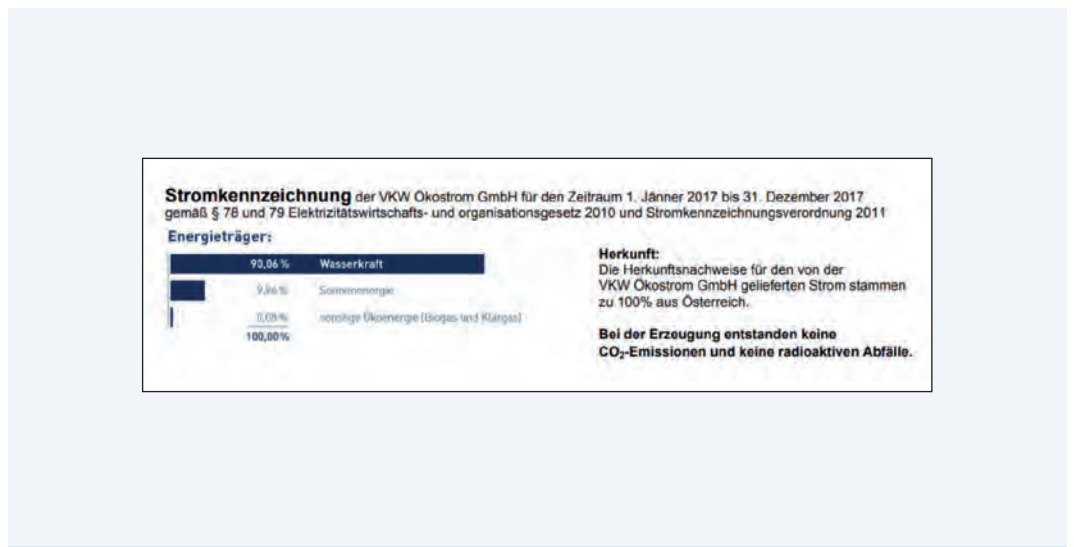 Stromkennzeichnung der VKW Ökostrom GmbH für den Zeitraum 1. Jänner 2017 bis 31. Dezember 2017
gemäß § 78 und 79 Elektrizitätswirtschafts- und organisationsgesetz 2010 und Stromkennzeichnungsverordnung 2011
Energieträger:
90,06 % Wasserkraft
9,86 % Sonnenenergie
0,08 % sonstige Ökoenergie (Biogas und Klärgas)
100,00 %
Herkunft:
Die Herkunftsnachweise für den von der
VKW Ökostrom GmbH gelieferten Strom stammen
zu 100% aus Österreich.
Bei der Erzeugung entstanden keine
CO₂-Emissionen und keine radioaktiven Abfälle.